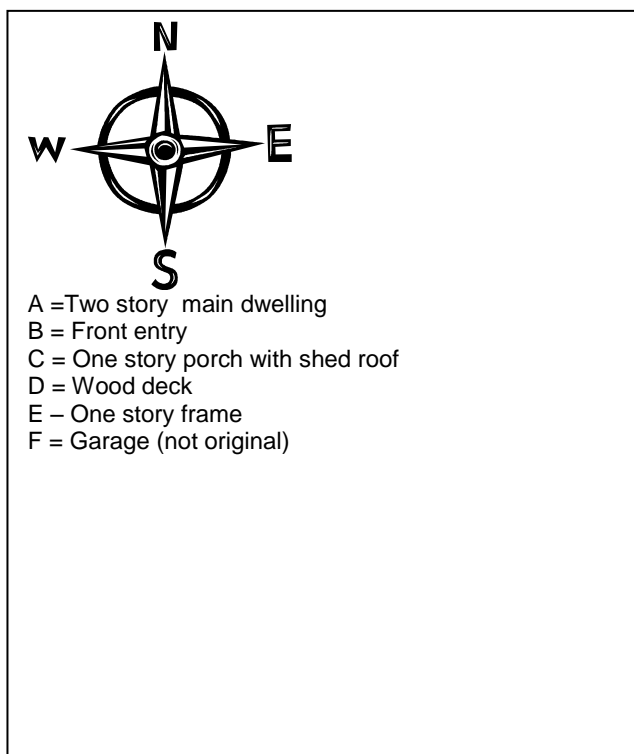 N
W E
S
A =Two story main dwelling
B = Front entry
C = One story porch with shed roof
D = Wood deck
E – One story frame
F = Garage (not original)